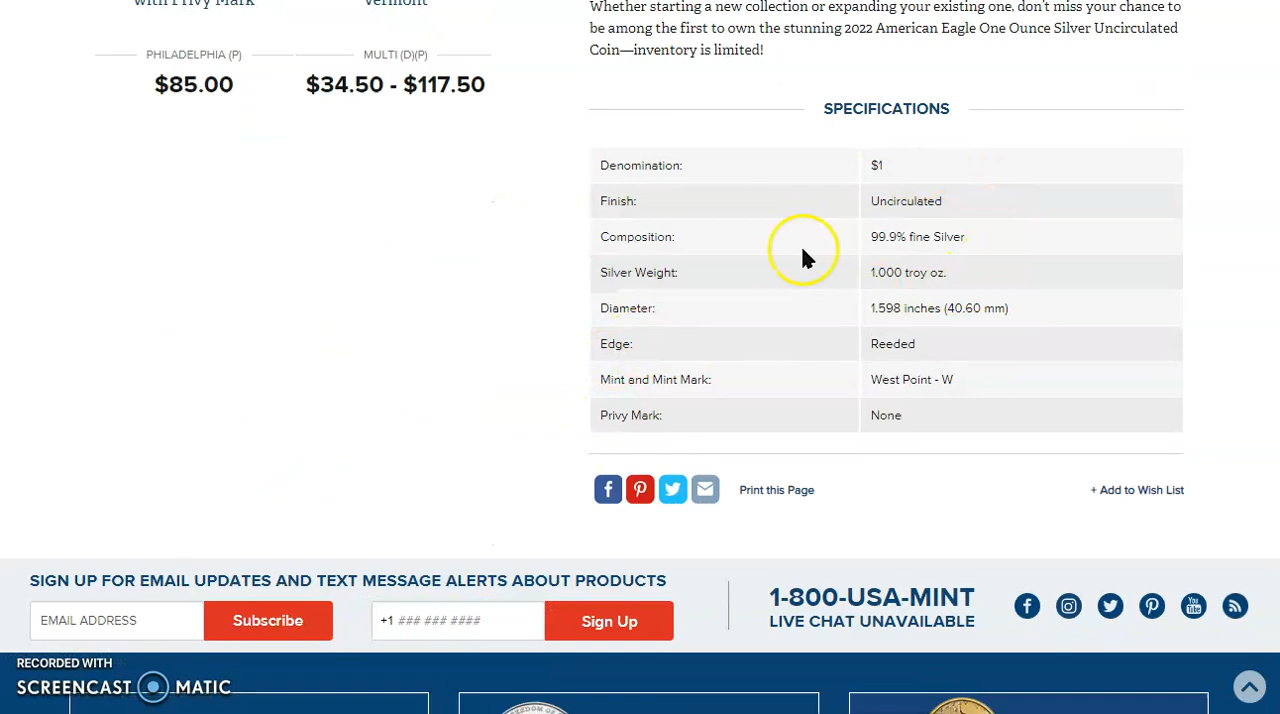 with Privy Mark
Vermont
PHILADELPHIA (P)
MULTI (D)(P)
$85.00
$34.50 - $117.50
Whether starting a new collection or expanding your existing one, don't miss your chance to
be among the first to own the stunning 2022 American Eagle One Ounce Silver Uncirculated
Coin—inventory is limited!
SPECIFICATIONS
Denomination: $1
Finish: Uncirculated
Composition: 99.9% fine Silver
Silver Weight: 1.000 troy oz.
Diameter: 1.598 inches (40.60 mm)
Edge: Reeded
Mint and Mint Mark: West Point - W
Privy Mark: None
Print this Page
+ Add to Wish List
SIGN UP FOR EMAIL UPDATES AND TEXT MESSAGE ALERTS ABOUT PRODUCTS
EMAIL ADDRESS
Subscribe
+1 ### ### ####
Sign Up
1-800-USA-MINT
LIVE CHAT UNAVAILABLE
You
Tube
RECORDED WITH
SCREENCAST MATIC